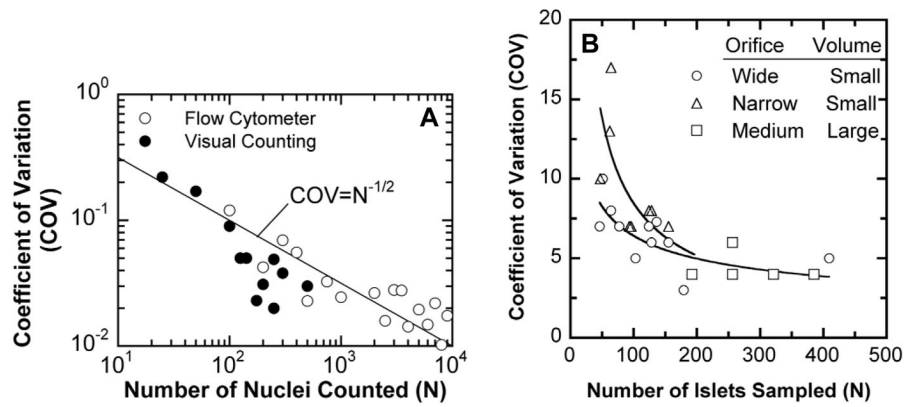 A
Flow Cytometer
Visual Counting
COV=N^-1/2
10^0
10^-1
10^-2
10^1
10^2
10^3
10^4
Coefficient of Variation
(COV)
Number of Nuclei Counted (N)
B
Orifice Volume
Wide Small
Narrow Small
Medium Large
20
15
10
5
0
0 100 200 300 400 500
Coefficient of Variation (COV)
Number of Islets Sampled (N)